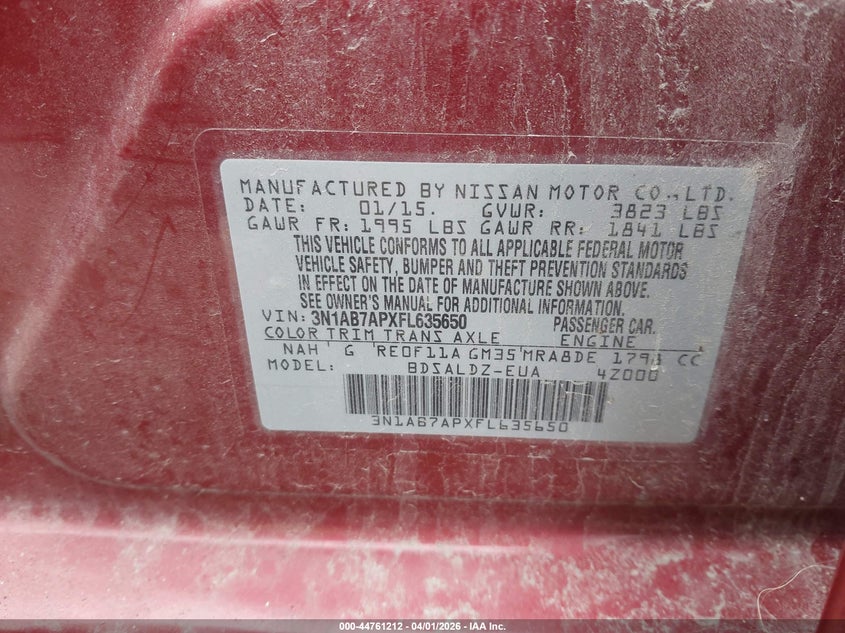 MANUFACTURED BY NISSAN MOTOR CO.,LTD.
DATE: 01/15. GVWR: 3823 LBS
GAWR FR: 1995 LBS GAWR RR: 1841 LBS
THIS VEHICLE CONFORMS TO ALL APPLICABLE FEDERAL MOTOR
VEHICLE SAFETY, BUMPER AND THEFT PREVENTION STANDARDS
IN EFFECT ON THE DATE OF MANUFACTURE SHOWN ABOVE.
SEE OWNER'S MANUAL FOR ADDITIONAL INFORMATION.
VIN: 3N1AB7APXFL635650 PASSENGER CAR.
COLOR TRIM TRANS AXLE ENGINE
NAH ' G 'RE0F11A GM35'MRA8DE 1798 CC
MODEL: BDSALDZ-EUA 4Z000
3N1AB7APXFL635650
000-44761212 - 04/01/2026 - IAA Inc.